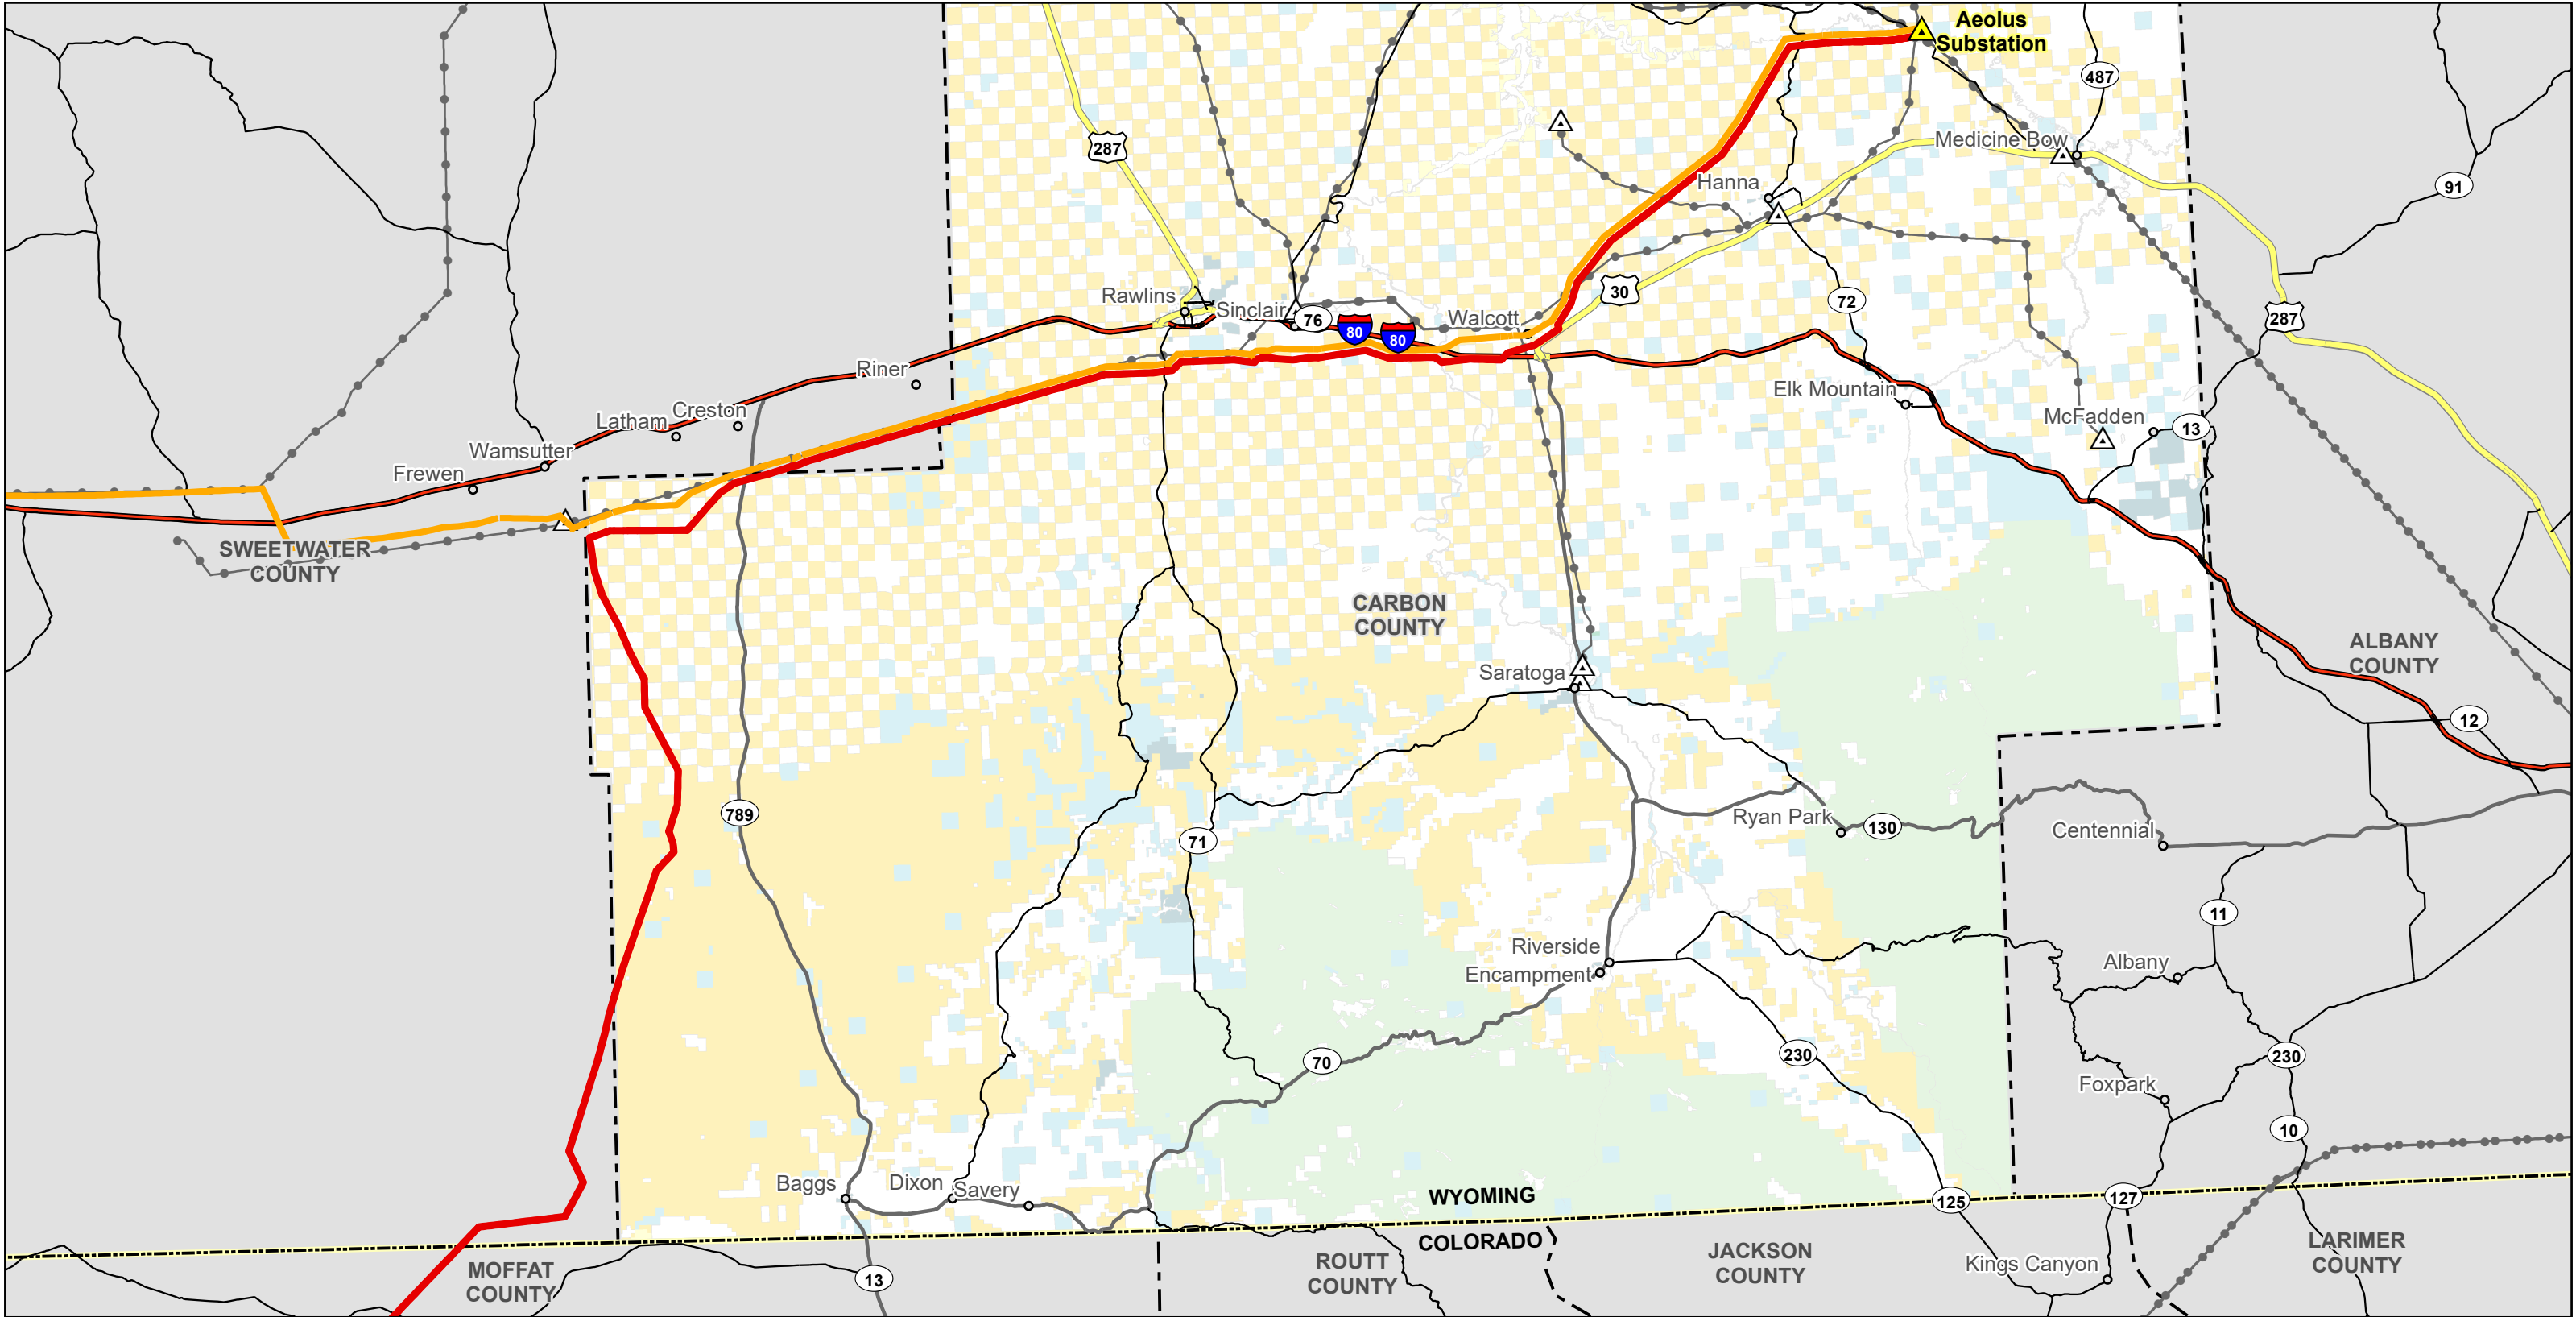 Aeolus
Substation
487
287
Medicine Bow
Hanna
91
Rawlins
Sinclair
76
80
80
Walcott
30
72
287
Riner
Elk Mountain
Latham
Creston
McFadden
13
Wamsutter
Frewen
SWEETWATER
COUNTY
CARBON
COUNTY
ALBANY
COUNTY
Saratoga
12
789
71
Ryan Park
130
Centennial
11
Riverside
Encampment
Albany
70
230
230
Foxpark
10
Baggs
Dixon
Savery
WYOMING
125
127
COLORADO
MOFFAT
COUNTY
13
ROUTT
COUNTY
JACKSON
COUNTY
Kings Canyon
LARIMER
COUNTY